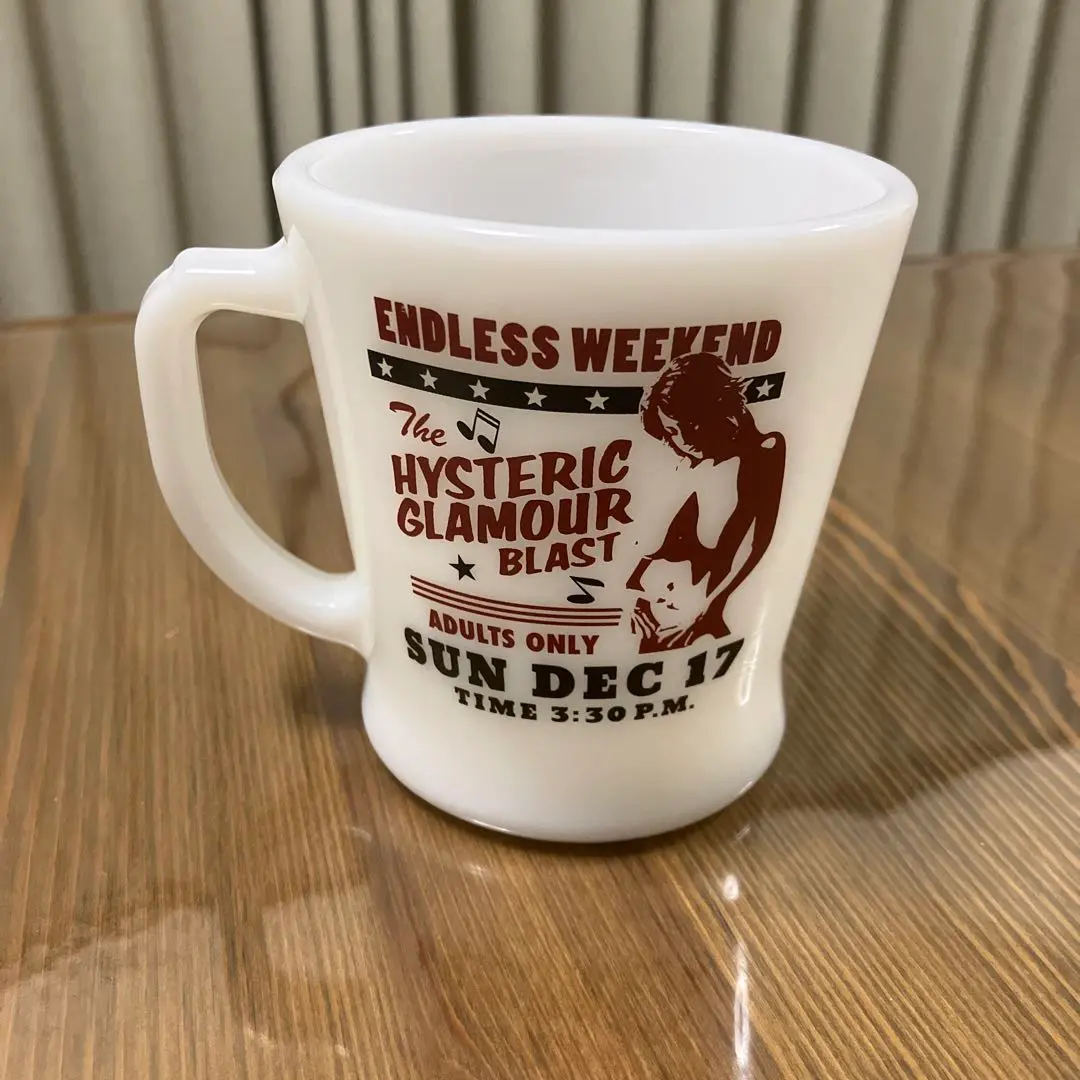 ENDLESS WEEKEND
The
HYSTERIC
GLAMOUR
BLAST
ADULTS ONLY
SUN DEC 17
TIME 3:30 P.M.